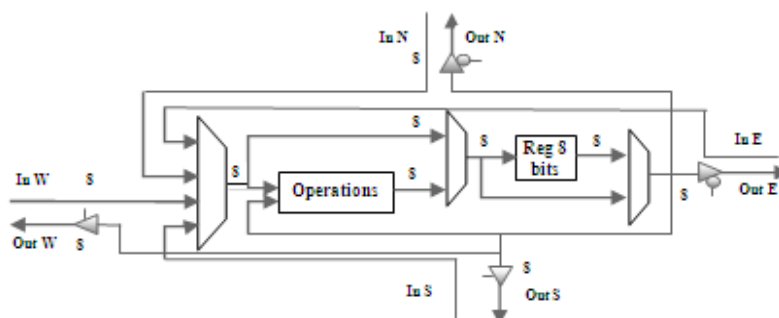 In N
Out N
8
8
8
8
8
Reg 8
bits
In E
In W
8
Operations
8
8
Out E
Out W
8
8
In S
Out S